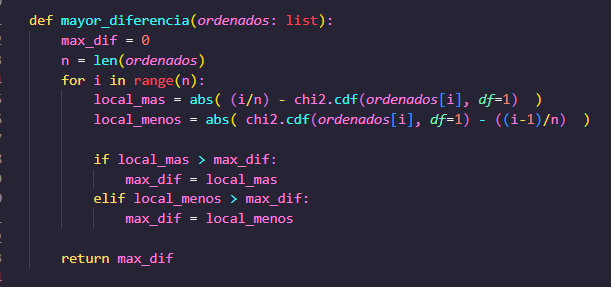 def mayor_diferencia(ordenados: list):
    max_dif = 0
    n = len(ordenados)
    for i in range(n):
        local_mas = abs( (i/n) - chi2.cdf(ordenados[i], df=1)  )
        local_menos = abs( chi2.cdf(ordenados[i], df=1) - ((i-1)/n)  )
        if local_mas > max_dif:
            max_dif = local_mas
        elif local_menos > max_dif:
            max_dif = local_menos
    return max_dif